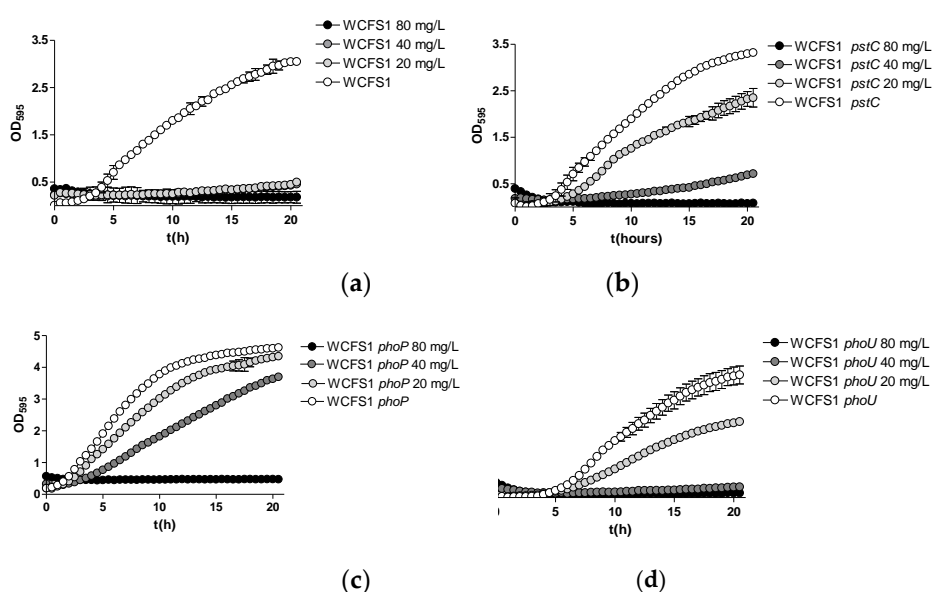 WCFS1 80 mg/L
WCFS1 40 mg/L
WCFS1 20 mg/L
WCFS1
3.5
2.5
1.5
0.5
OD595
0 5 10 15 20
t(h)
(a)
WCFS1 pstC 80 mg/L
WCFS1 pstC 40 mg/L
WCFS1 pstC 20 mg/L
WCFS1 pstC
3.5
2.5
1.5
0.5
OD595
0 5 10 15 20
t(hours)
(b)
WCFS1 phoP 80 mg/L
WCFS1 phoP 40 mg/L
WCFS1 phoP 20 mg/L
WCFS1 phoP
5
4
3
2
1
0
OD595
0 5 10 15 20
t(h)
(c)
WCFS1 phoU 80 mg/L
WCFS1 phoU 40 mg/L
WCFS1 phoU 20 mg/L
WCFS1 phoU
0 5 10 15 20
t(h)
(d)